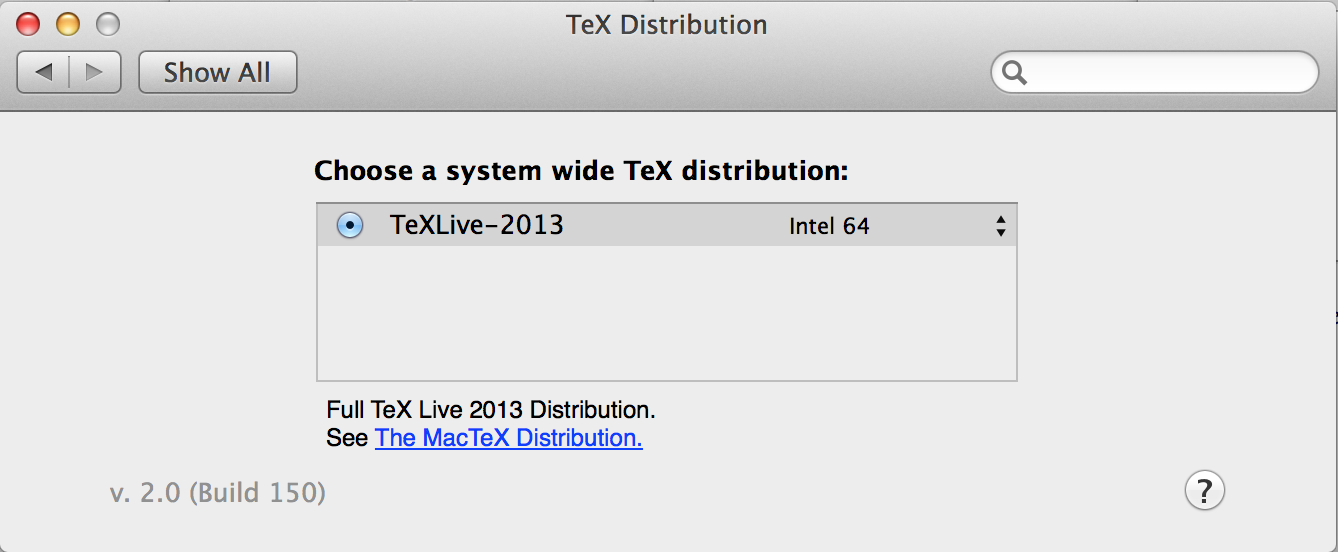 TeX Distribution
Show All
Choose a system wide TeX distribution:
TeXLive-2013 Intel 64
Full TeX Live 2013 Distribution.
See The MacTeX Distribution.
v. 2.0 (Build 150)
?